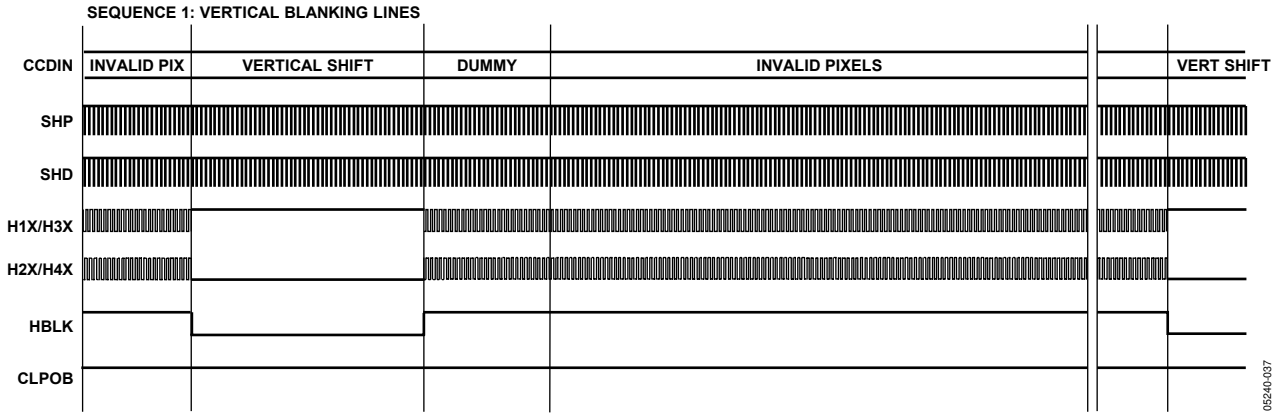 SEQUENCE 1: VERTICAL BLANKING LINES
CCDIN INVALID PIX VERTICAL SHIFT DUMMY INVALID PIXELS VERT SHIFT
SHP
SHD
H1X/H3X
H2X/H4X
HBLK
CLPOB
05240-037